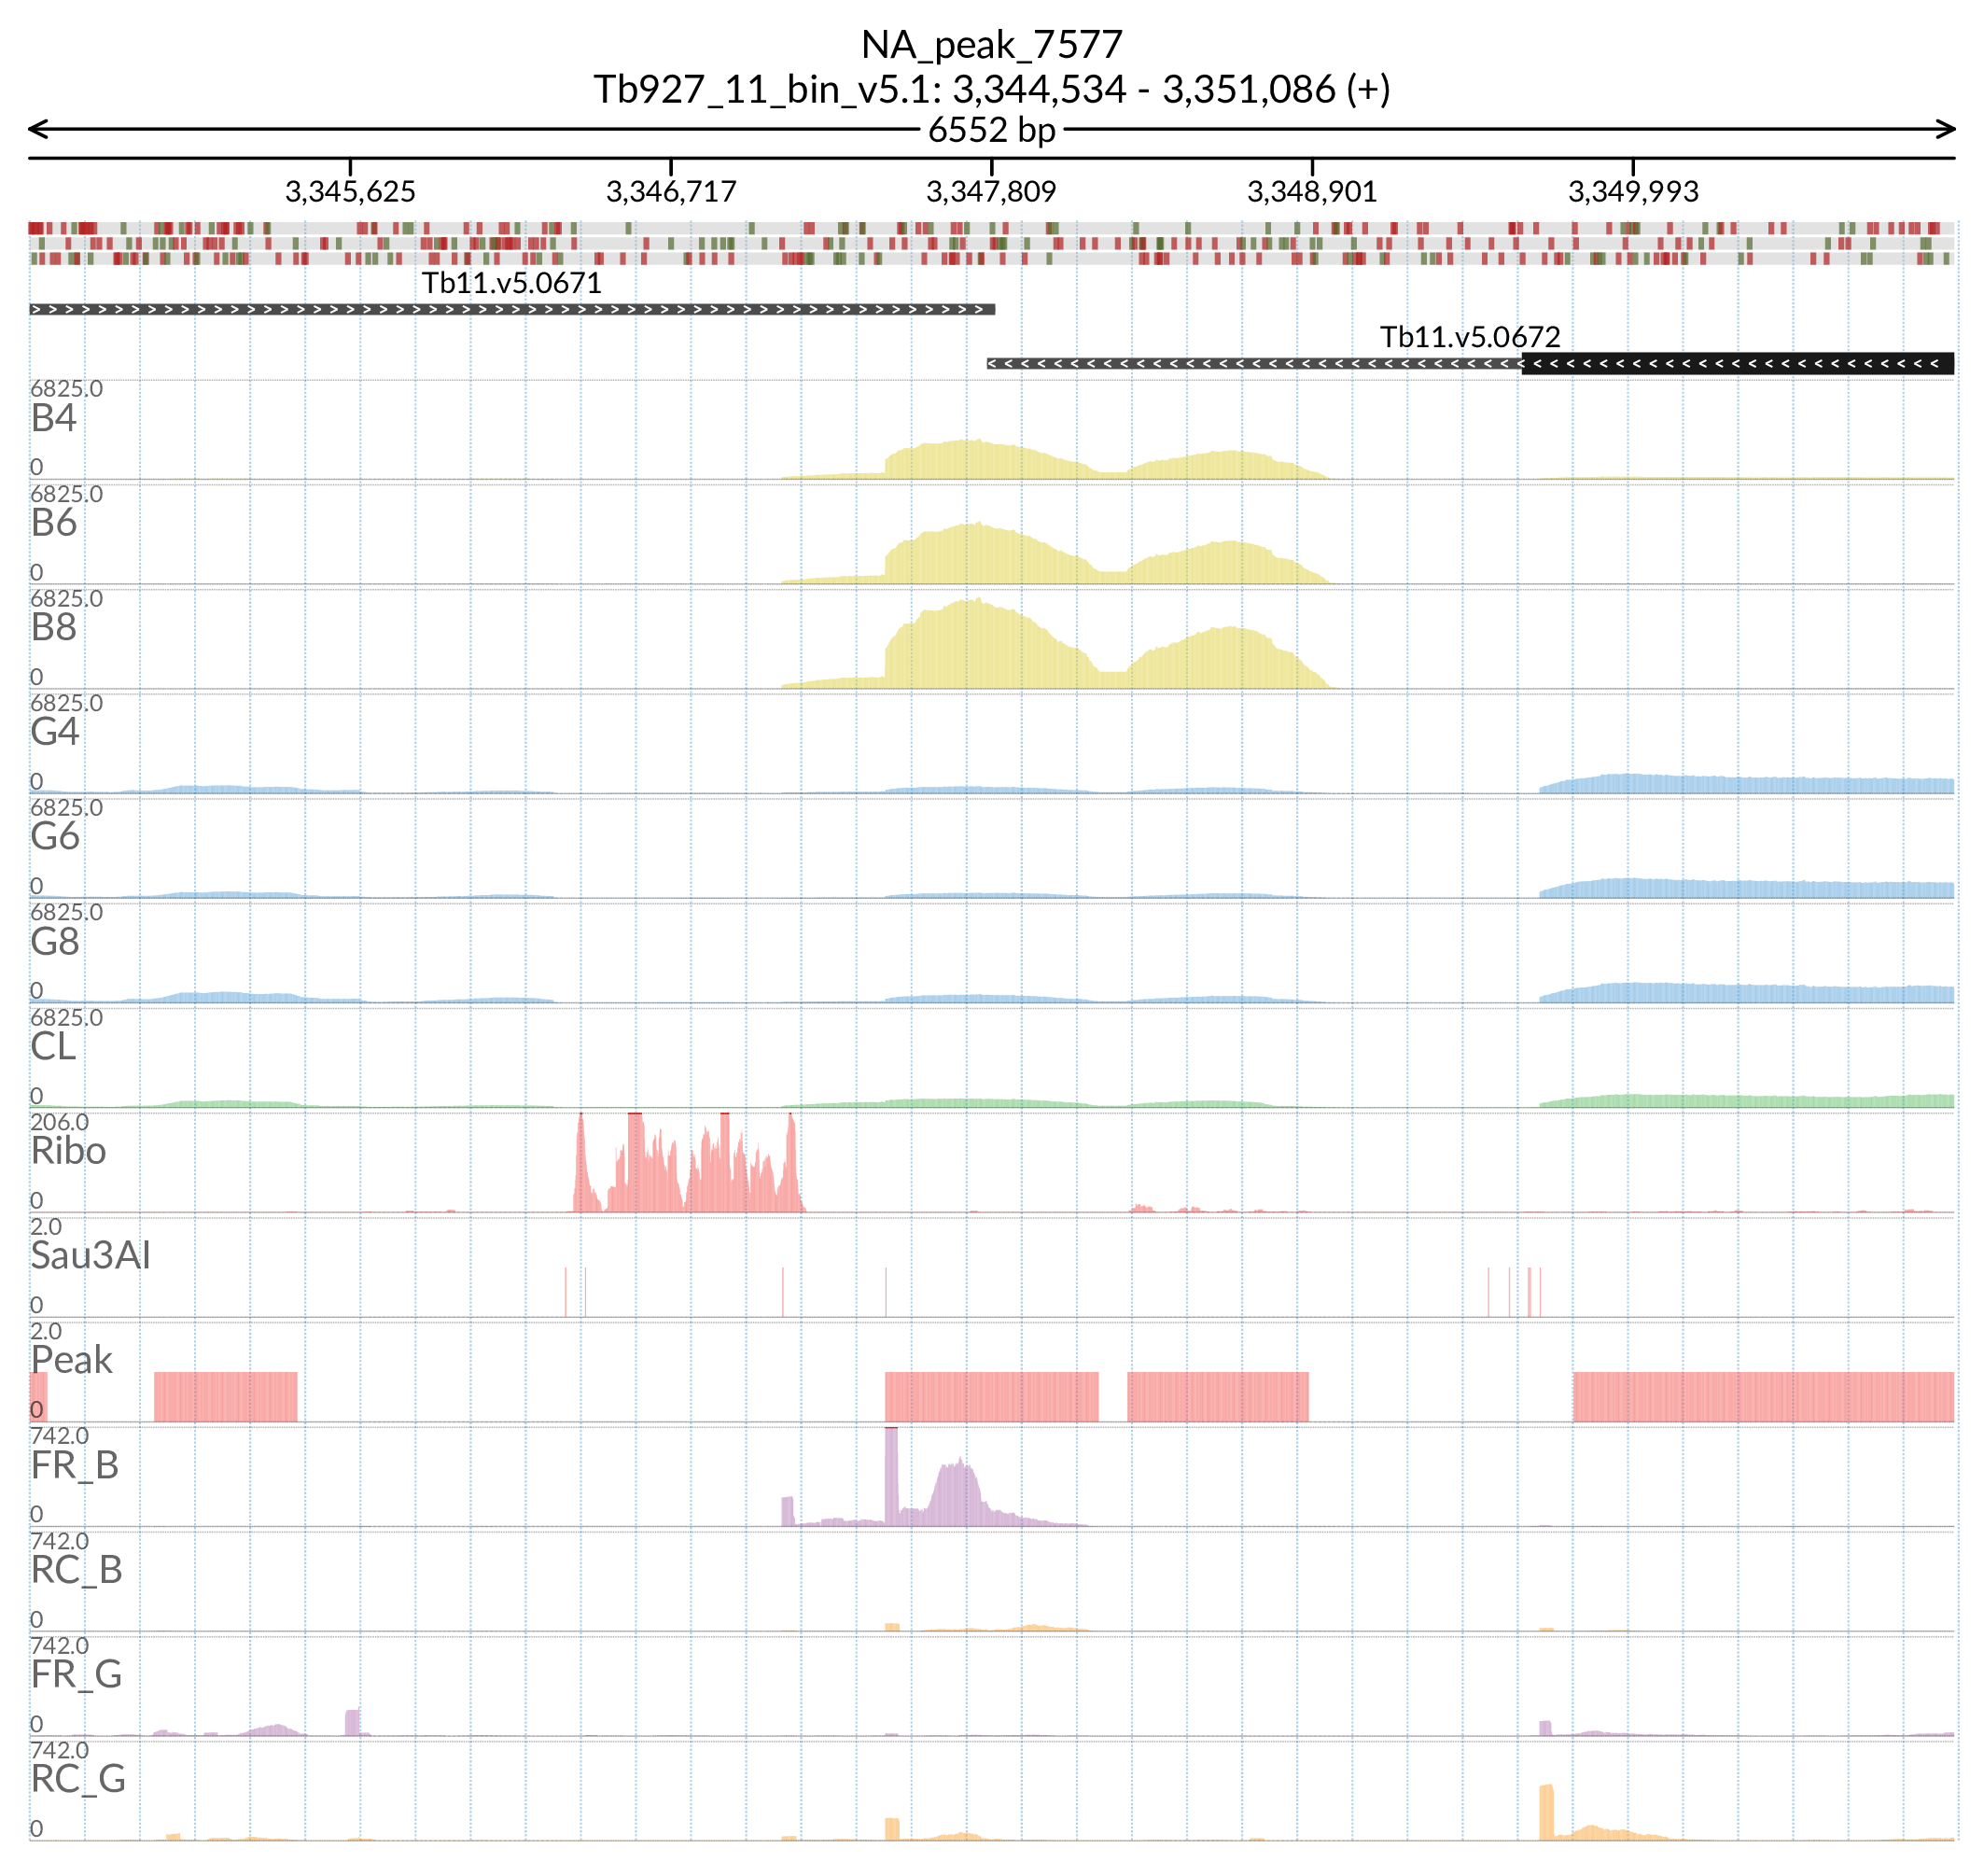 NA_peak_7577
Tb927_11_bin_v5.1: 3,344,534 - 3,351,086 (+)
6552 bp
3,345,625 3,346,717 3,347,809 3,348,901 3,349,993
Tb11.v5.0671
Tb11.v5.0672
6825.0
B4
0
6825.0
B6
0
6825.0
B8
0
6825.0
G4
0
6825.0
G6
0
6825.0
G8
0
6825.0
CL
0
206.0
Ribo
0
2.0
Sau3AI
0
2.0
Peak
0
742.0
FR_B
0
742.0
RC_B
0
742.0
FR_G
0
742.0
RC_G
0